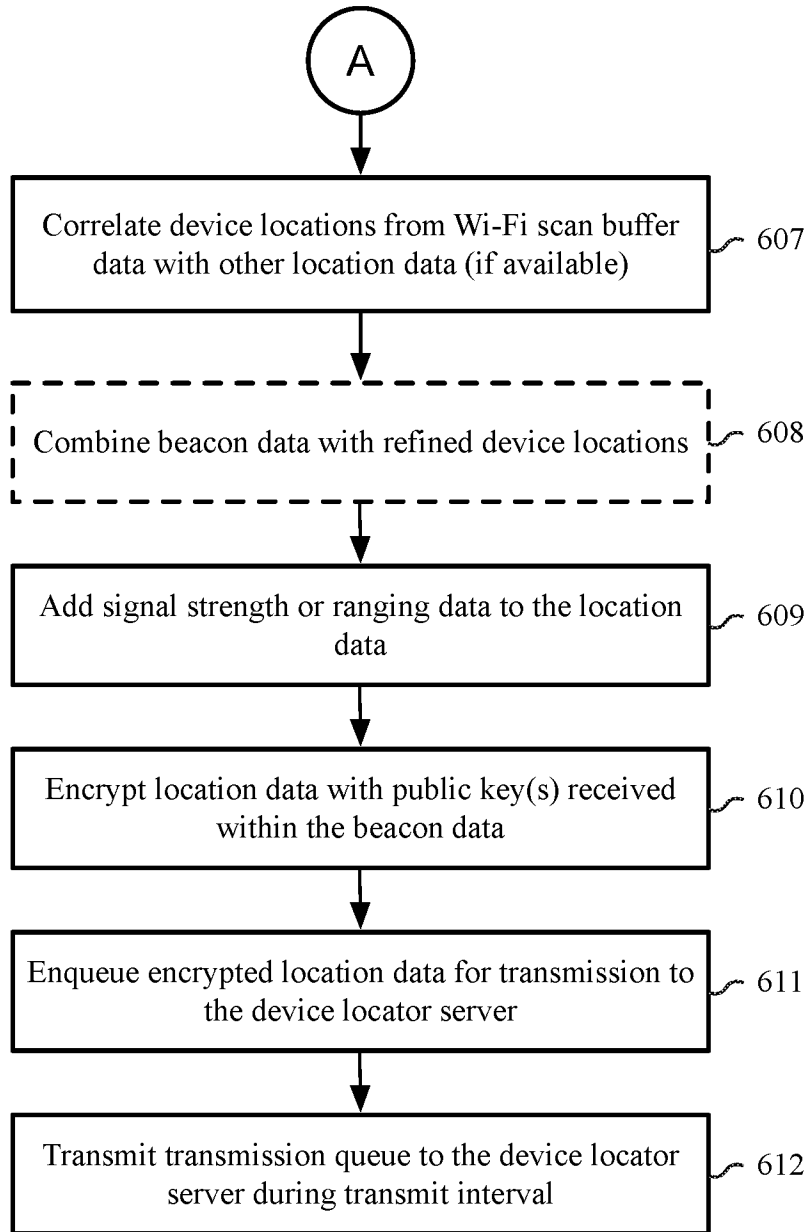 A
Correlate device locations from Wi-Fi scan buffer
data with other location data (if available)
607
Combine beacon data with refined device locations
608
Add signal strength or ranging data to the location
data
609
Encrypt location data with public key(s) received
within the beacon data
610
Enqueue encrypted location data for transmission to
the device locator server
611
Transmit transmission queue to the device locator
server during transmit interval
612